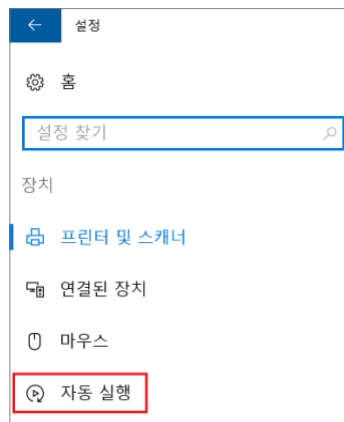 설정
홈
설정 찾기
장치
프린터 및 스캐너
연결된 장치
마우스
자동 실행